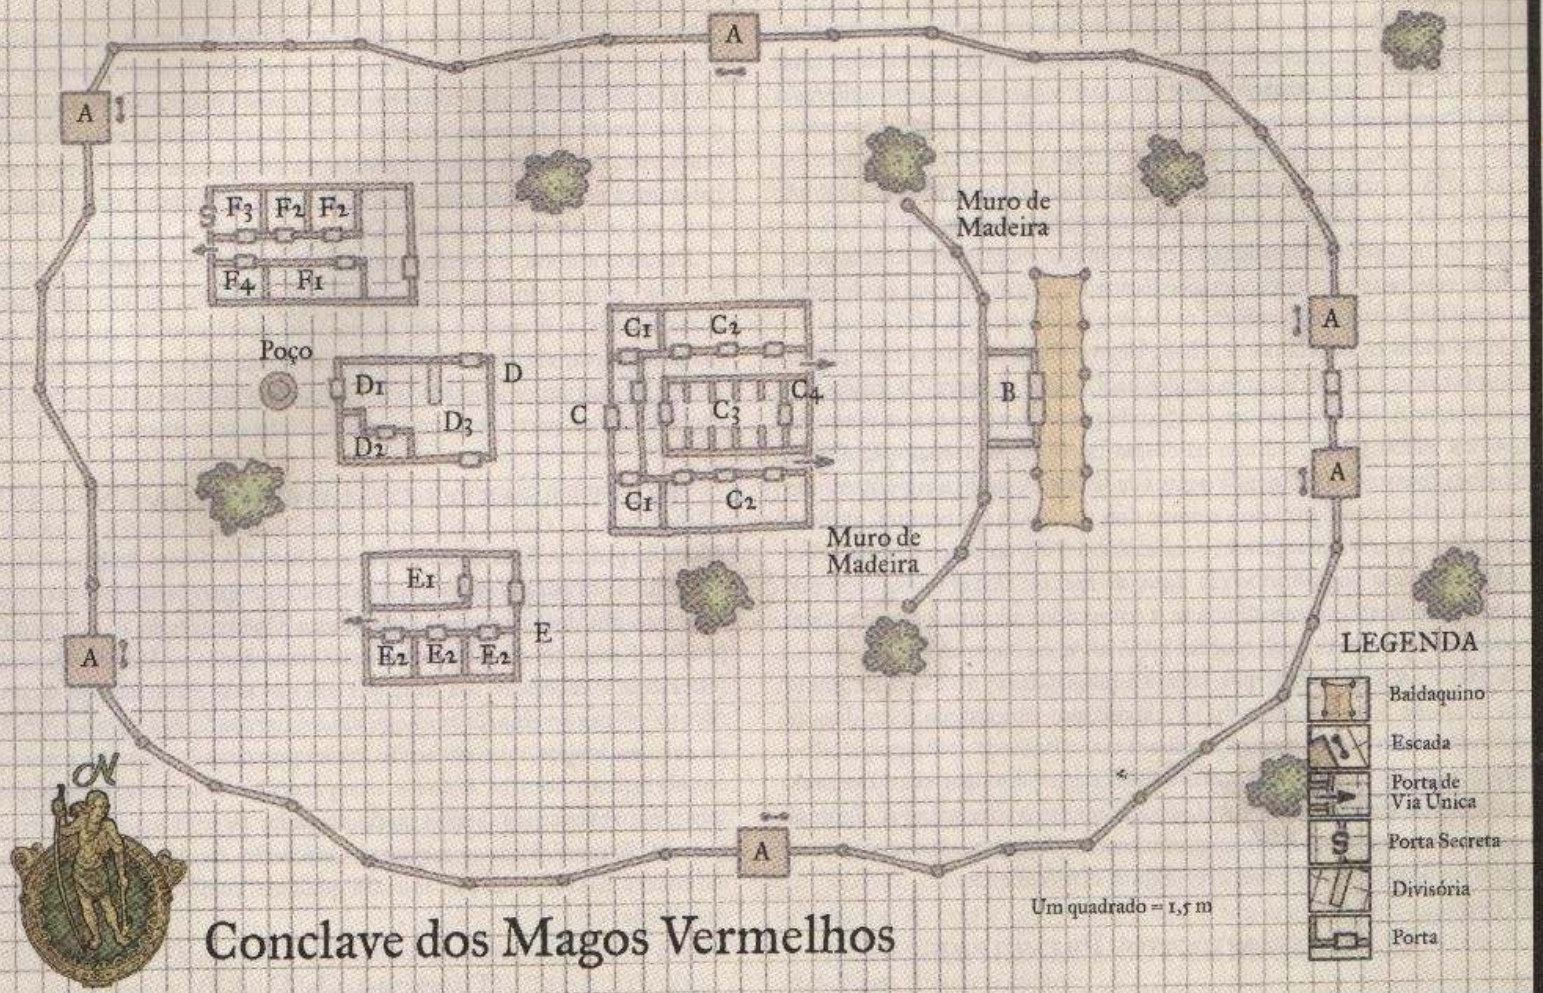 A
A
F3 F2 F2
S
F4 F1
Muro de
Madeira
Poço
D1
D
D2
D3
C1 C2
C
C3
C4
C1 C2
B
A
A
Muro de
Madeira
E1
E
E2 E2 E2
A
A
N
LEGENDA
Baldaquino
Escada
Porta de
Via Única
S
Porta Secreta
Divisória
Porta
Um quadrado = 1,5 m
Conclave dos Magos Vermelhos